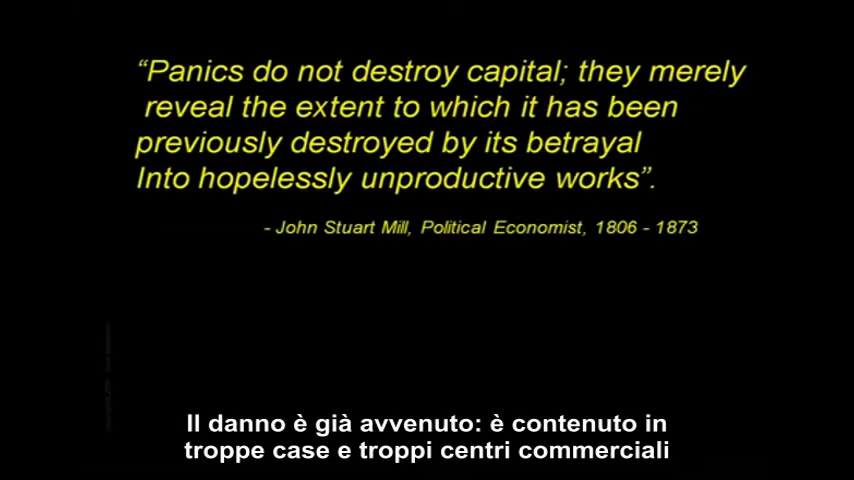 “Panics do not destroy capital; they merely
reveal the extent to which it has been
previously destroyed by its betrayal
Into hopelessly unproductive works”.
- John Stuart Mill, Political Economist, 1806 - 1873
Il danno è già avvenuto: è contenuto in
troppe case e troppi centri commerciali